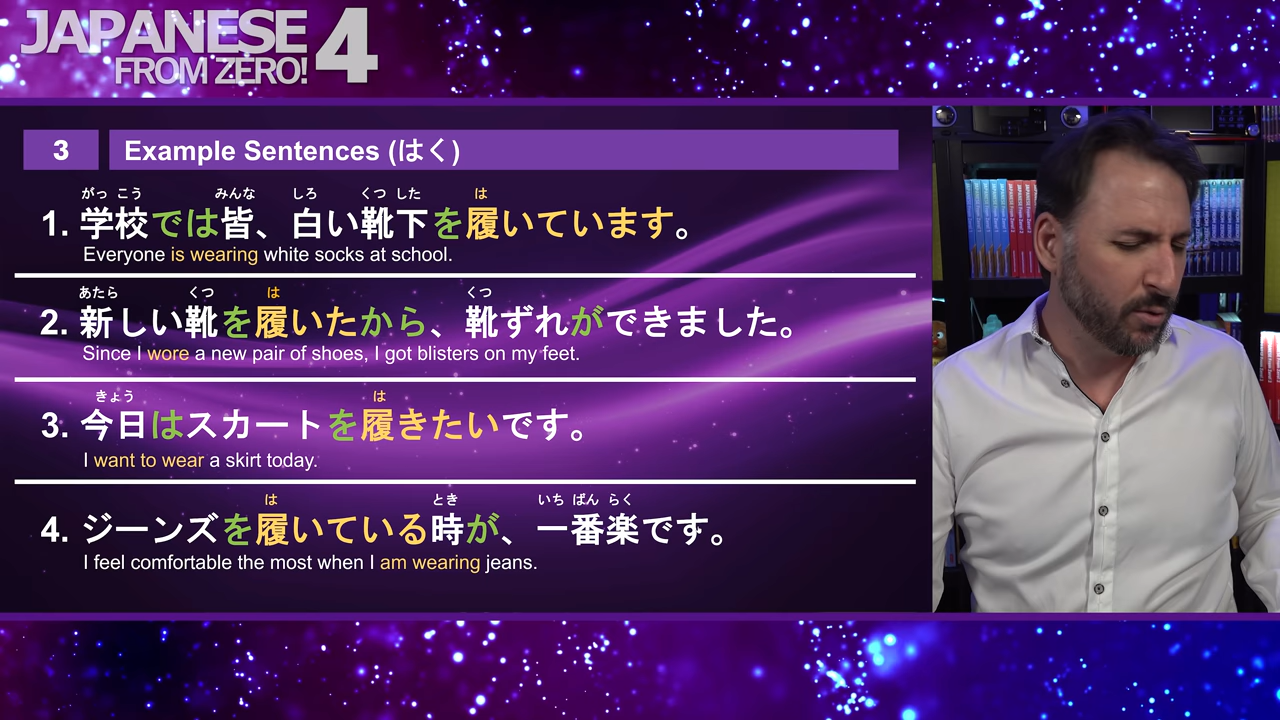 JAPANESE
FROM ZERO! 4
3 Example Sentences (はく)
がっ こう みんな しろ くつ した は
1. 学校では皆、白い靴下を履いています。
Everyone is wearing white socks at school.
あたら くつ は くつ
2. 新しい靴を履いたから、靴ずれができました。
Since I wore a new pair of shoes, I got blisters on my feet.
きょう は
3. 今日はスカートを履きたいです。
I want to wear a skirt today.
は とき いち ばん らく
4. ジーンズを履いている時が、一番楽です。
I feel comfortable the most when I am wearing jeans.